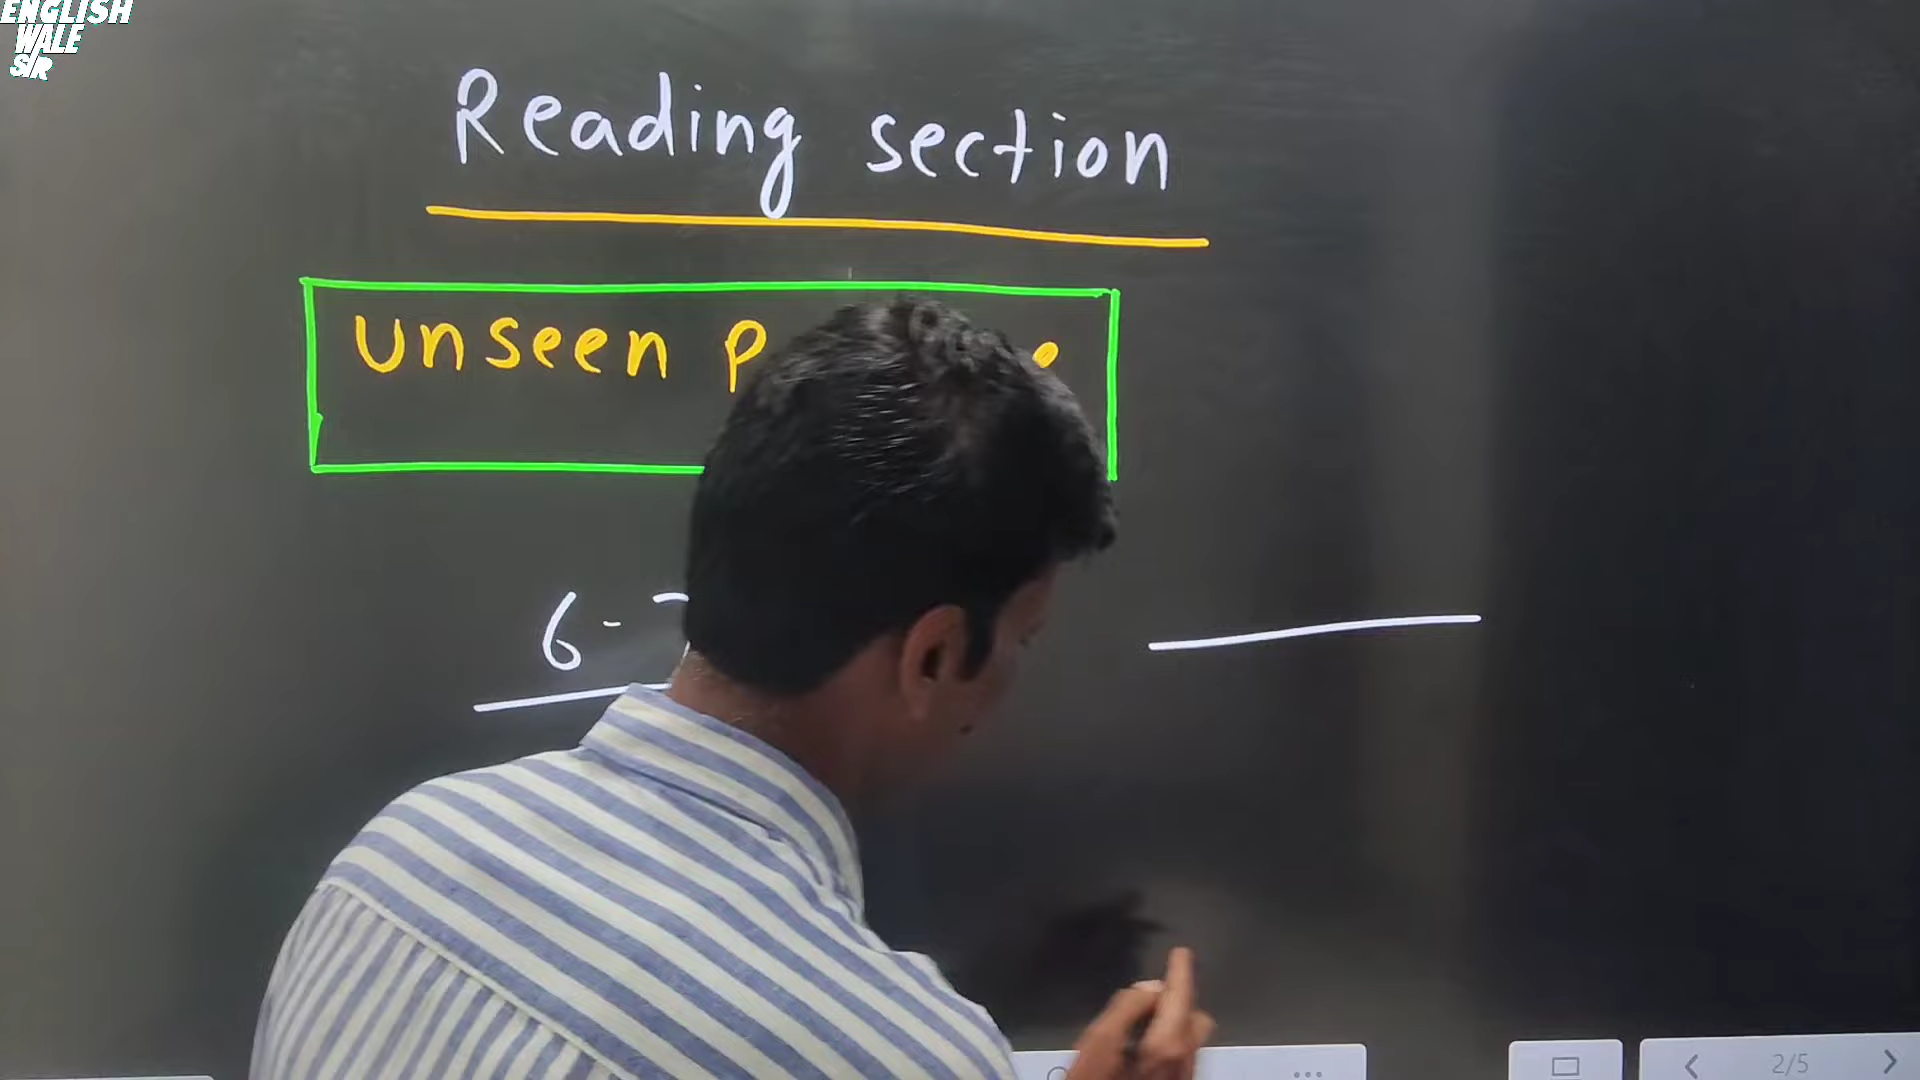 ENGLISH
WALE
SIR
Reading section
unseen
6-
2/5